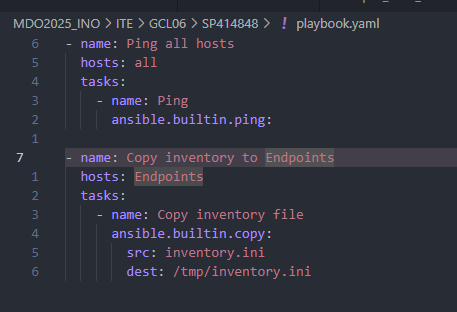 MDO2025_INO > ITE > GCL06 > SP414848 > ! playbook.yaml
6 - name: Ping all hosts
5 hosts: all
4 tasks:
3 - name: Ping
2 ansible.builtin.ping:
1
7 - name: Copy inventory to Endpoints
1 hosts: Endpoints
2 tasks:
3 - name: Copy inventory file
4 ansible.builtin.copy:
5 src: inventory.ini
6 dest: /tmp/inventory.ini